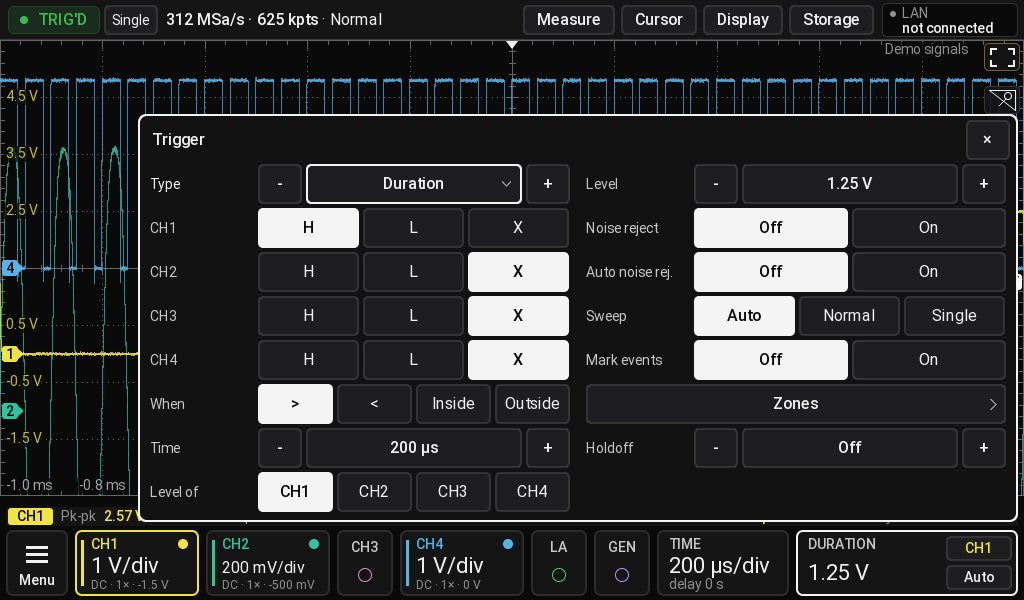 TRIG'D Single 312 MSa/s · 625 kpts · Normal Measure Cursor Display Storage LAN
not connected
Demo signals
4.5 V
Trigger ×
3.5 V
Type - Duration + Level - 1.25 V +
2.5 V
CH1 H L X Noise reject Off On
4 CH2 H L X Auto noise rej. Off On
0.5 V CH3 H L X Sweep Auto Normal Single
1 CH4 H L X Mark events Off On
-0.5 V
2 When > < Inside Outside Zones
-1.5 V Time - 200 µs + Holdoff - Off +
-1.0 ms -0.8 ms Level of CH1 CH2 CH3 CH4
CH1 Pk-pk 2.57
Menu
CH1
1 V/div
DC · 1× · -1.5 V
CH2
200 mV/div
DC · 1× · -500 mV
CH3
CH4
1 V/div
DC · 1× · 0 V
LA
GEN
TIME
200 µs/div
delay 0 s
DURATION CH1
1.25 V Auto